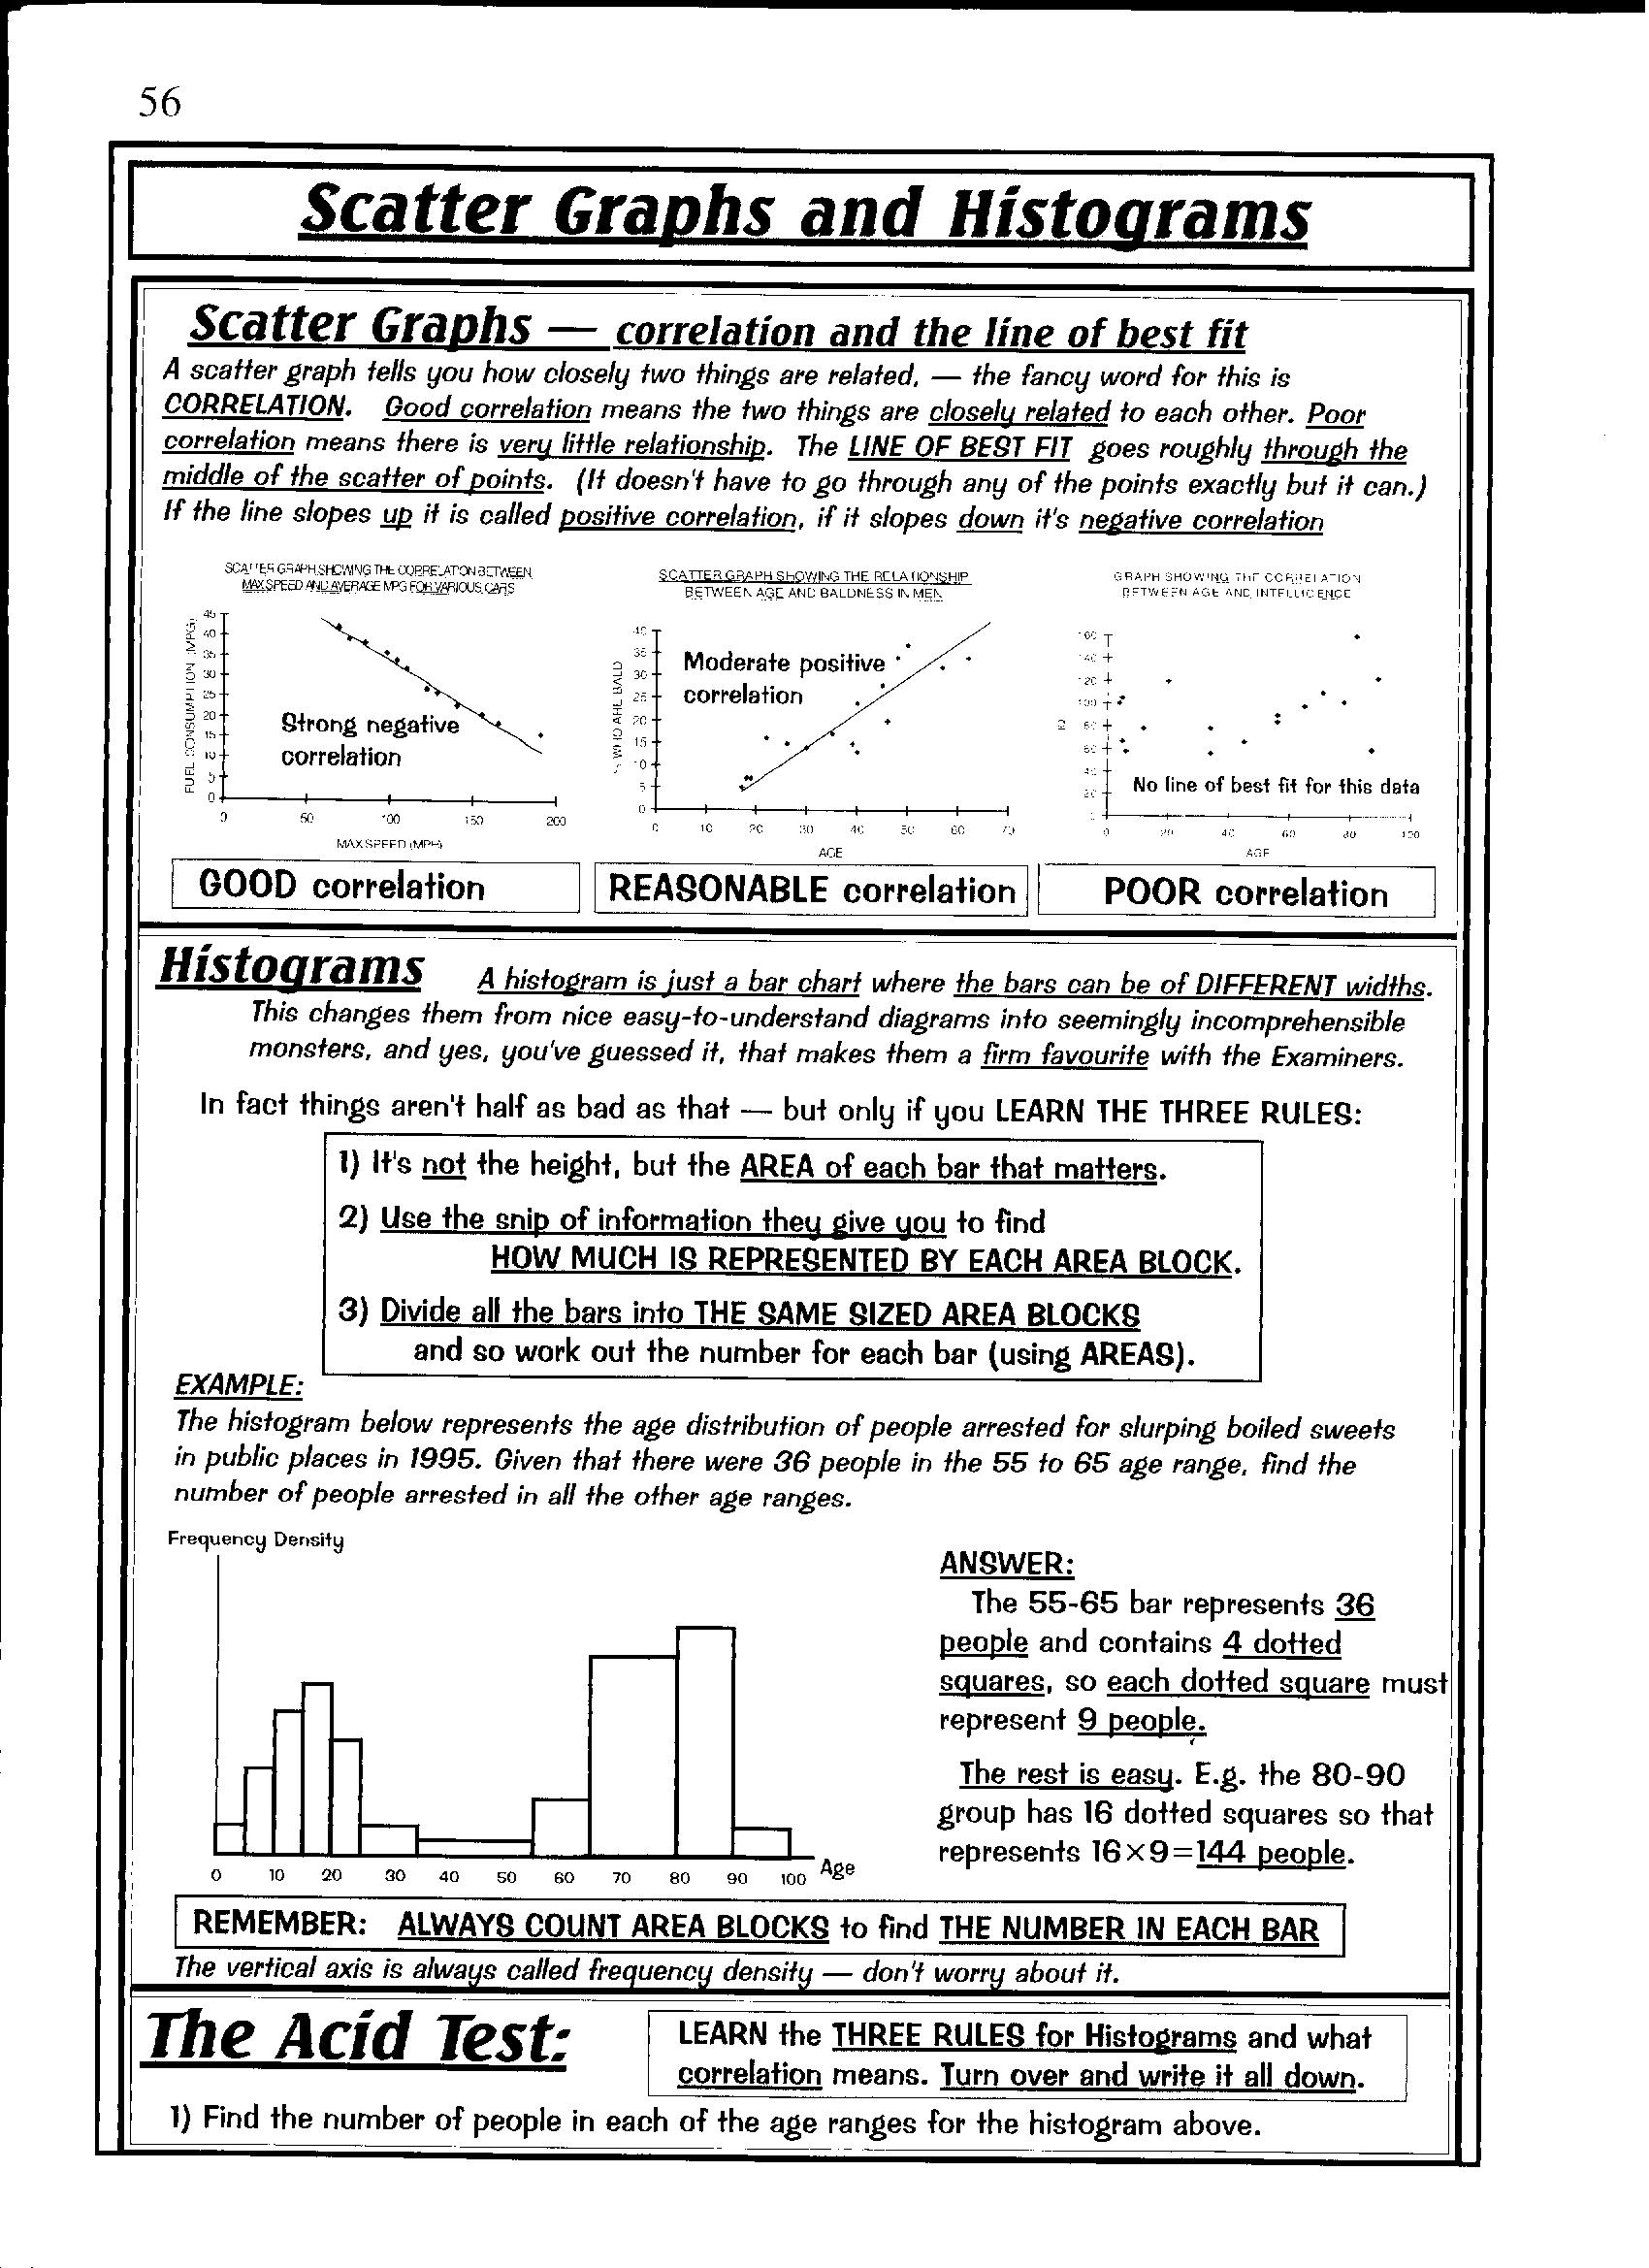 56
Scatter Graphs and Histograms
Scatter Graphs — correlation and the line of best fit
A scatter graph tells you how closely two things are related, — the fancy word for this is
CORRELATION. Good correlation means the two things are closely related to each other. Poor
correlation means there is very little relationship. The LINE OF BEST FIT goes roughly through the
middle of the scatter of points. (It doesn't have to go through any of the points exactly but it can.)
If the line slopes up it is called positive correlation, if it slopes down it's negative correlation
SCATTER GRAPH SHOWING THE CORRELATION BETWEEN
MAX SPEED AND AVERAGE MPG FOR VARIOUS CARS
FUEL CONSUMPTION (MPG)
45
40
35
30
25
20
15
10
5
0
Strong negative
correlation
0 50 100 150 200
MAX SPEED (MPH)
GOOD correlation
SCATTER GRAPH SHOWING THE RELATIONSHIP
BETWEEN AGE AND BALDNESS IN MEN
% WHO ARE BALD
40
35
30
25
20
15
10
5
0
Moderate positive
correlation
0 10 20 30 40 50 60 70
AGE
REASONABLE correlation
GRAPH SHOWING THE CORRELATION
BETWEEN AGE AND INTELLIGENCE
IQ
160
140
120
100
80
60
40
20
No line of best fit for this data
0 20 40 60 80 100
AGE
POOR correlation
Histograms A histogram is just a bar chart where the bars can be of DIFFERENT widths.
This changes them from nice easy-to-understand diagrams into seemingly incomprehensible
monsters, and yes, you've guessed it, that makes them a firm favourite with the Examiners.
In fact things aren't half as bad as that — but only if you LEARN THE THREE RULES:
1) It's not the height, but the AREA of each bar that matters.
2) Use the snip of information they give you to find
HOW MUCH IS REPRESENTED BY EACH AREA BLOCK.
3) Divide all the bars into THE SAME SIZED AREA BLOCKS
and so work out the number for each bar (using AREAS).
EXAMPLE:
The histogram below represents the age distribution of people arrested for slurping boiled sweets
in public places in 1995. Given that there were 36 people in the 55 to 65 age range, find the
number of people arrested in all the other age ranges.
Frequency Density
0 10 20 30 40 50 60 70 80 90 100 Age
ANSWER:
The 55-65 bar represents 36
people and contains 4 dotted
squares, so each dotted square must
represent 9 people.
The rest is easy. E.g. the 80-90
group has 16 dotted squares so that
represents 16×9=144 people.
REMEMBER: ALWAYS COUNT AREA BLOCKS to find THE NUMBER IN EACH BAR
The vertical axis is always called frequency density — don't worry about it.
The Acid Test:
LEARN the THREE RULES for Histograms and what
correlation means. Turn over and write it all down.
1) Find the number of people in each of the age ranges for the histogram above.